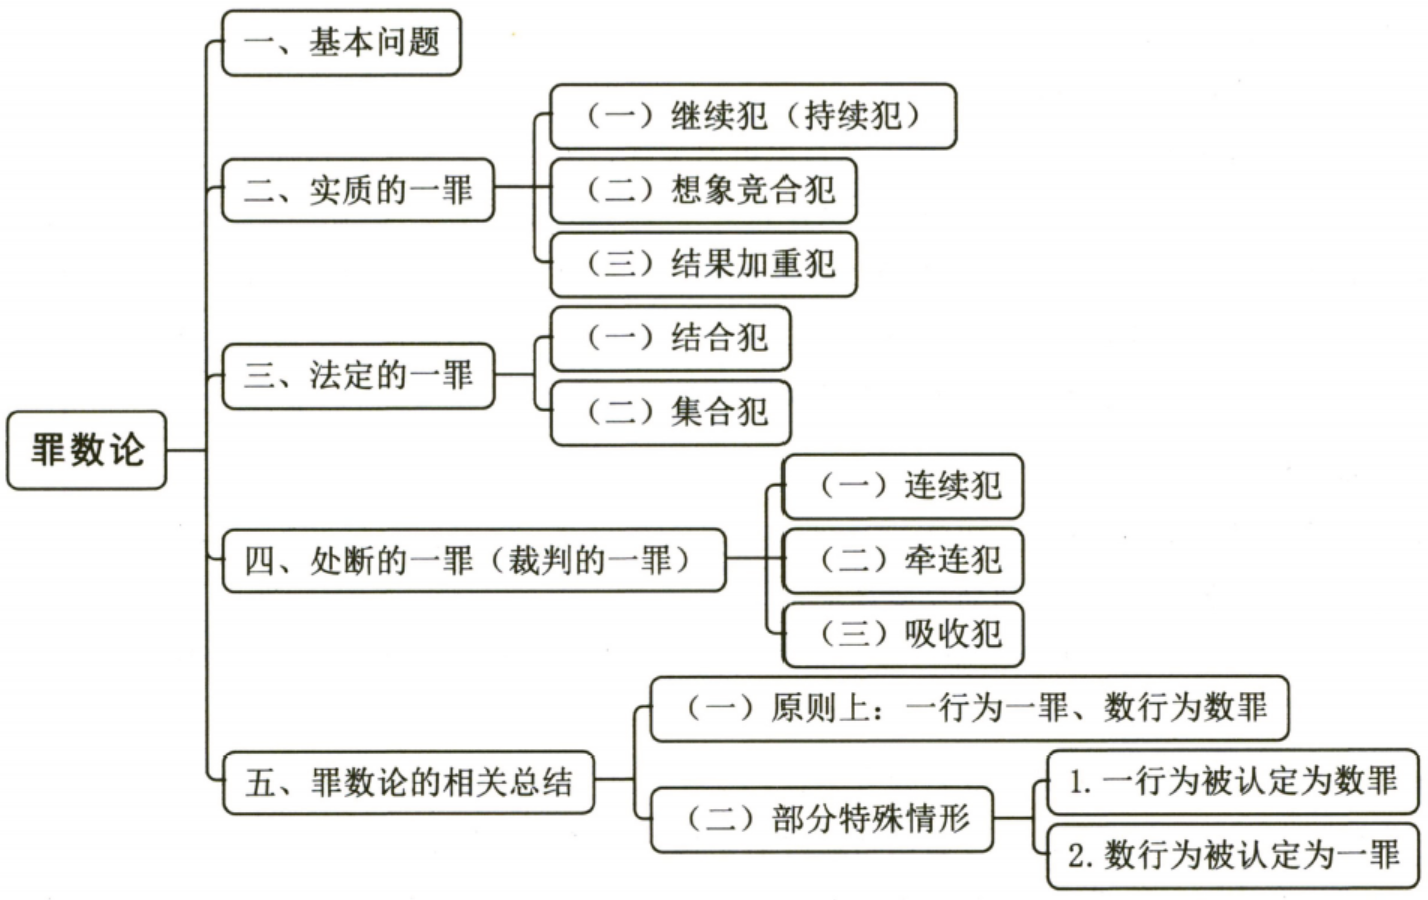 罪数论
一、基本问题
二、实质的一罪
（一）继续犯（持续犯）
（二）想象竞合犯
（三）结果加重犯
三、法定的一罪
（一）结合犯
（二）集合犯
四、处断的一罪（裁判的一罪）
（一）连续犯
（二）牵连犯
（三）吸收犯
五、罪数论的相关总结
（一）原则上：一行为一罪、数行为数罪
（二）部分特殊情形
1.一行为被认定为数罪
2.数行为被认定为一罪